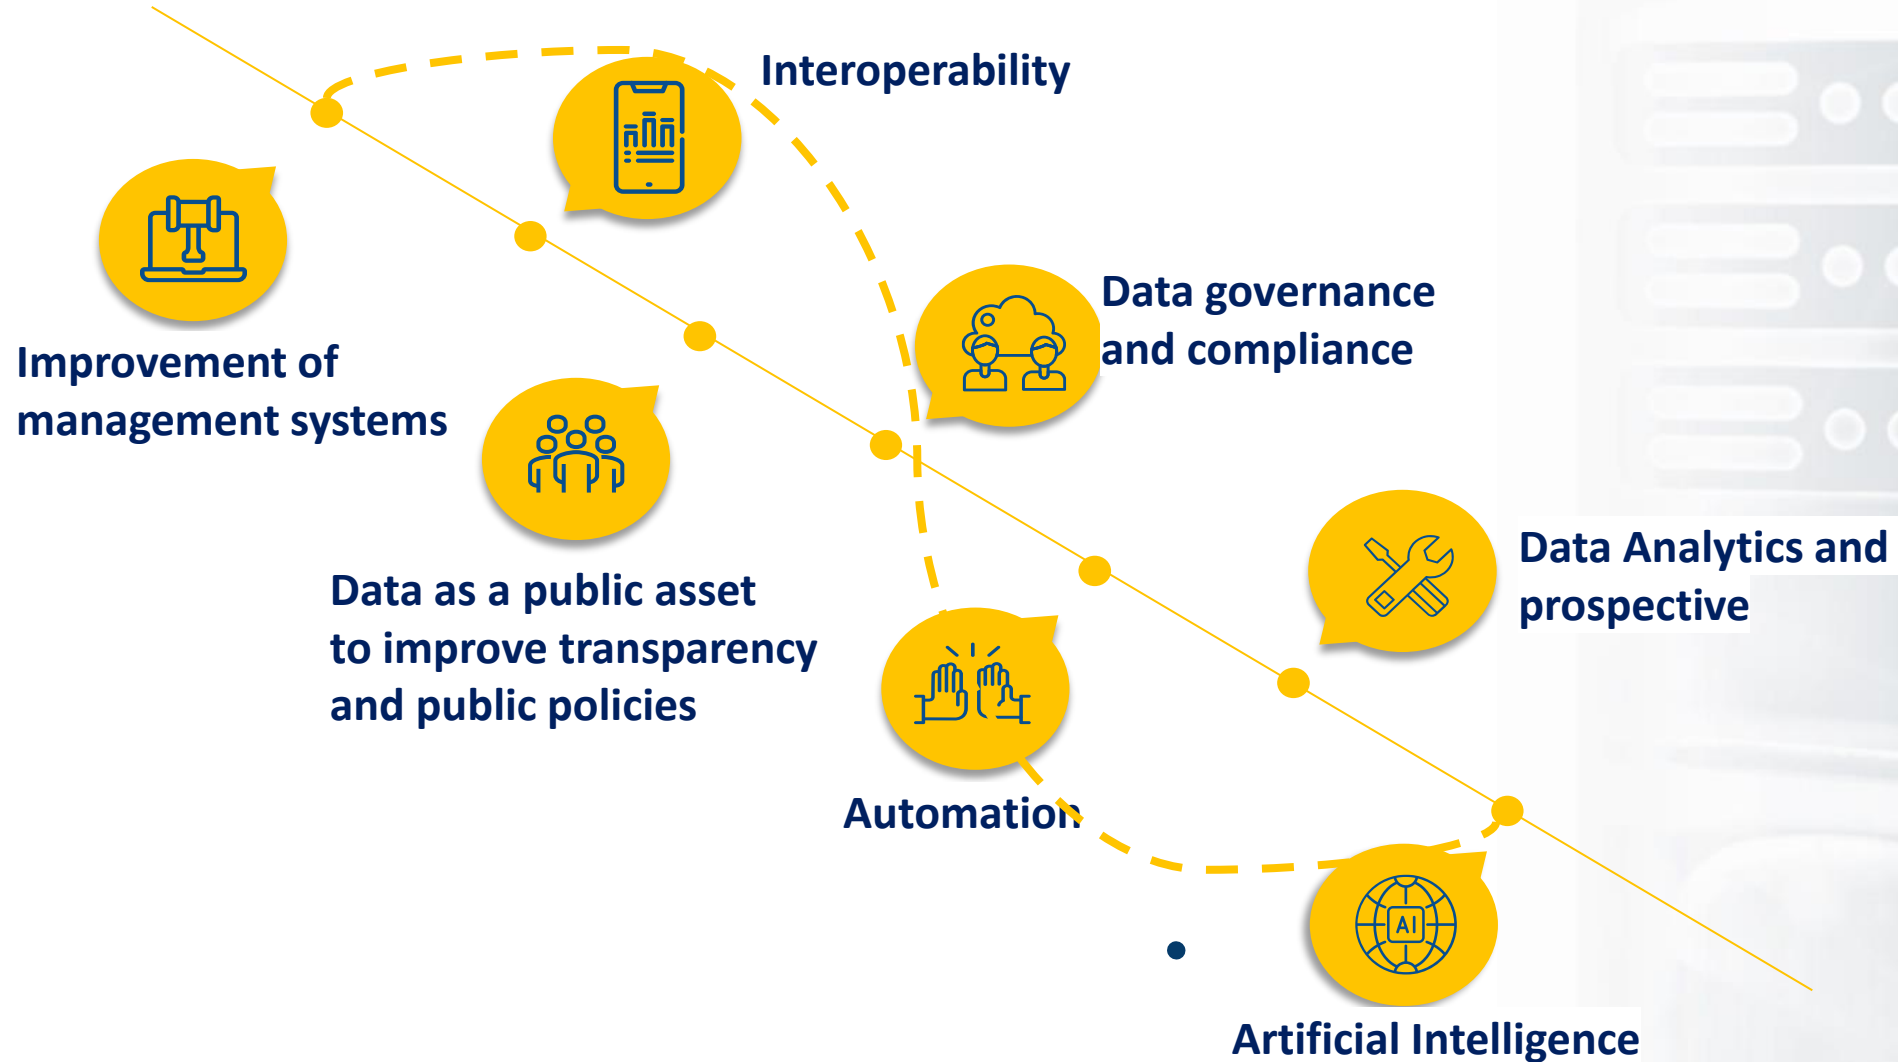 Interoperability
Improvement of
management systems
Data governance
and compliance
Data as a public asset
to improve transparency
and public policies
Data Analytics and
prospective
Automation
AI
Artificial Intelligence